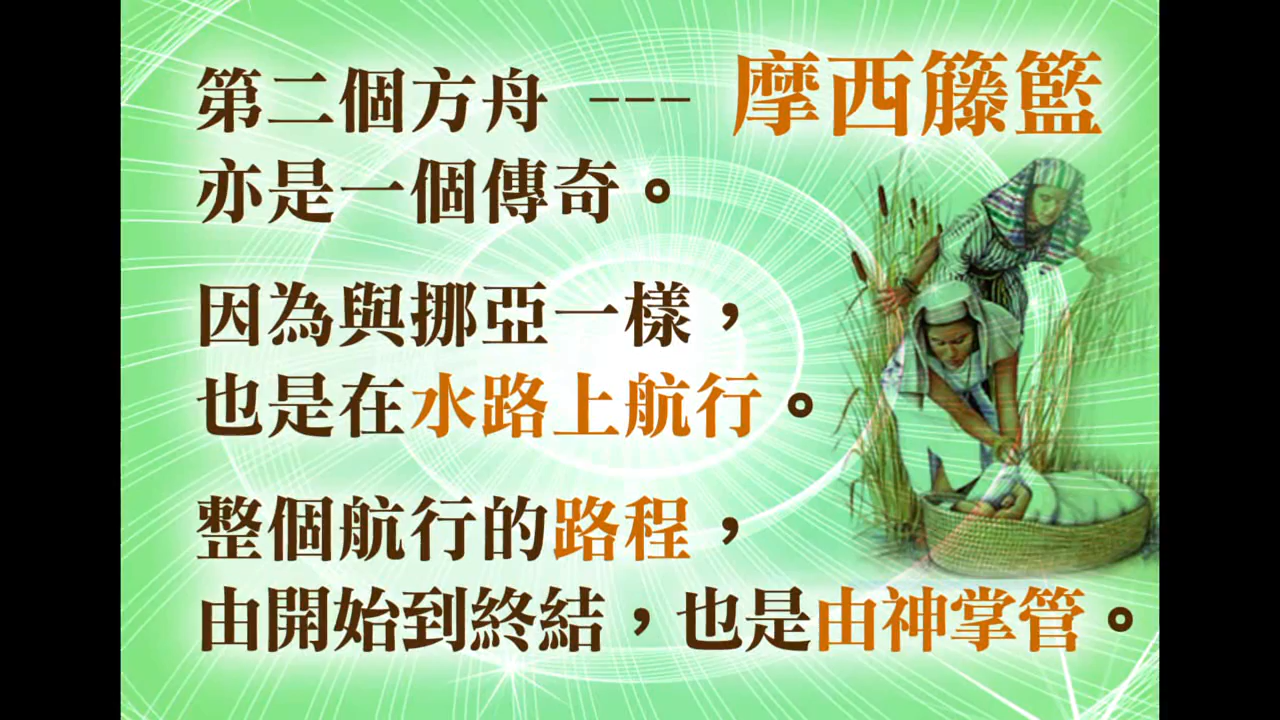 第二個方舟 --- 摩西籐籃
亦是一個傳奇。
因為與挪亞一樣，
也是在水路上航行。
整個航行的路程，
由開始到終結，也是由神掌管。